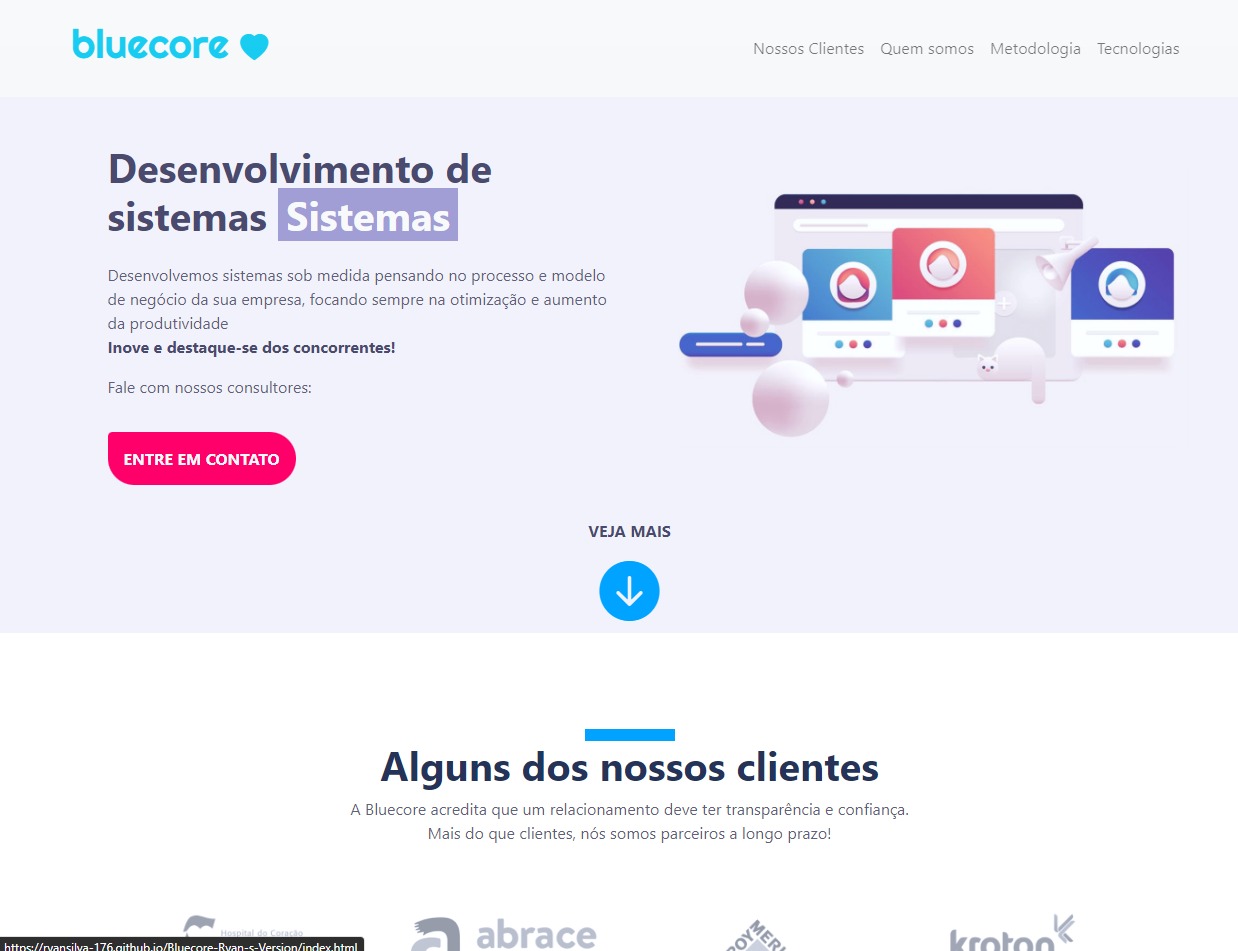 bluecore
Nossos Clientes Quem somos Metodologia Tecnologias
Desenvolvimento de
sistemas Sistemas
Desenvolvemos sistemas sob medida pensando no processo e modelo
de negócio da sua empresa, focando sempre na otimização e aumento
da produtividade
Inove e destaque-se dos concorrentes!
Fale com nossos consultores:
ENTRE EM CONTATO
VEJA MAIS
Alguns dos nossos clientes
A Bluecore acredita que um relacionamento deve ter transparência e confiança.
Mais do que clientes, nós somos parceiros a longo prazo!
Hospital do Coração
abrace
kroton
https://ryansilva-176.github.io/Bluecore-Ryan-s-Version/index.html